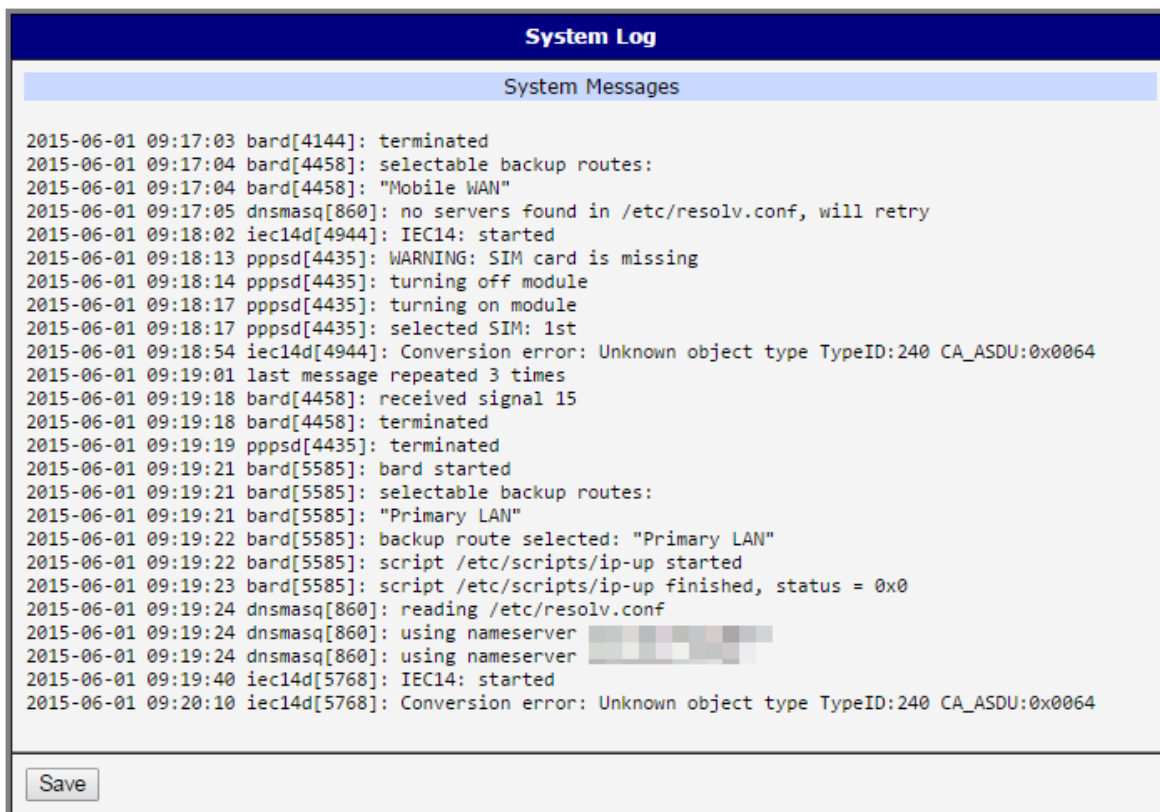 System Log
System Messages
2015-06-01 09:17:03 bard[4144]: terminated
2015-06-01 09:17:04 bard[4458]: selectable backup routes:
2015-06-01 09:17:04 bard[4458]: "Mobile WAN"
2015-06-01 09:17:05 dnsmasq[860]: no servers found in /etc/resolv.conf, will retry
2015-06-01 09:18:02 iec14d[4944]: IEC14: started
2015-06-01 09:18:13 pppsd[4435]: WARNING: SIM card is missing
2015-06-01 09:18:14 pppsd[4435]: turning off module
2015-06-01 09:18:17 pppsd[4435]: turning on module
2015-06-01 09:18:17 pppsd[4435]: selected SIM: 1st
2015-06-01 09:18:54 iec14d[4944]: Conversion error: Unknown object type TypeID:240 CA_ASDU:0x0064
2015-06-01 09:19:01 last message repeated 3 times
2015-06-01 09:19:18 bard[4458]: received signal 15
2015-06-01 09:19:18 bard[4458]: terminated
2015-06-01 09:19:19 pppsd[4435]: terminated
2015-06-01 09:19:21 bard[5585]: bard started
2015-06-01 09:19:21 bard[5585]: selectable backup routes:
2015-06-01 09:19:21 bard[5585]: "Primary LAN"
2015-06-01 09:19:22 bard[5585]: backup route selected: "Primary LAN"
2015-06-01 09:19:22 bard[5585]: script /etc/scripts/ip-up started
2015-06-01 09:19:23 bard[5585]: script /etc/scripts/ip-up finished, status = 0x0
2015-06-01 09:19:24 dnsmasq[860]: reading /etc/resolv.conf
2015-06-01 09:19:24 dnsmasq[860]: using nameserver
2015-06-01 09:19:24 dnsmasq[860]: using nameserver
2015-06-01 09:19:40 iec14d[5768]: IEC14: started
2015-06-01 09:20:10 iec14d[5768]: Conversion error: Unknown object type TypeID:240 CA_ASDU:0x0064
Save